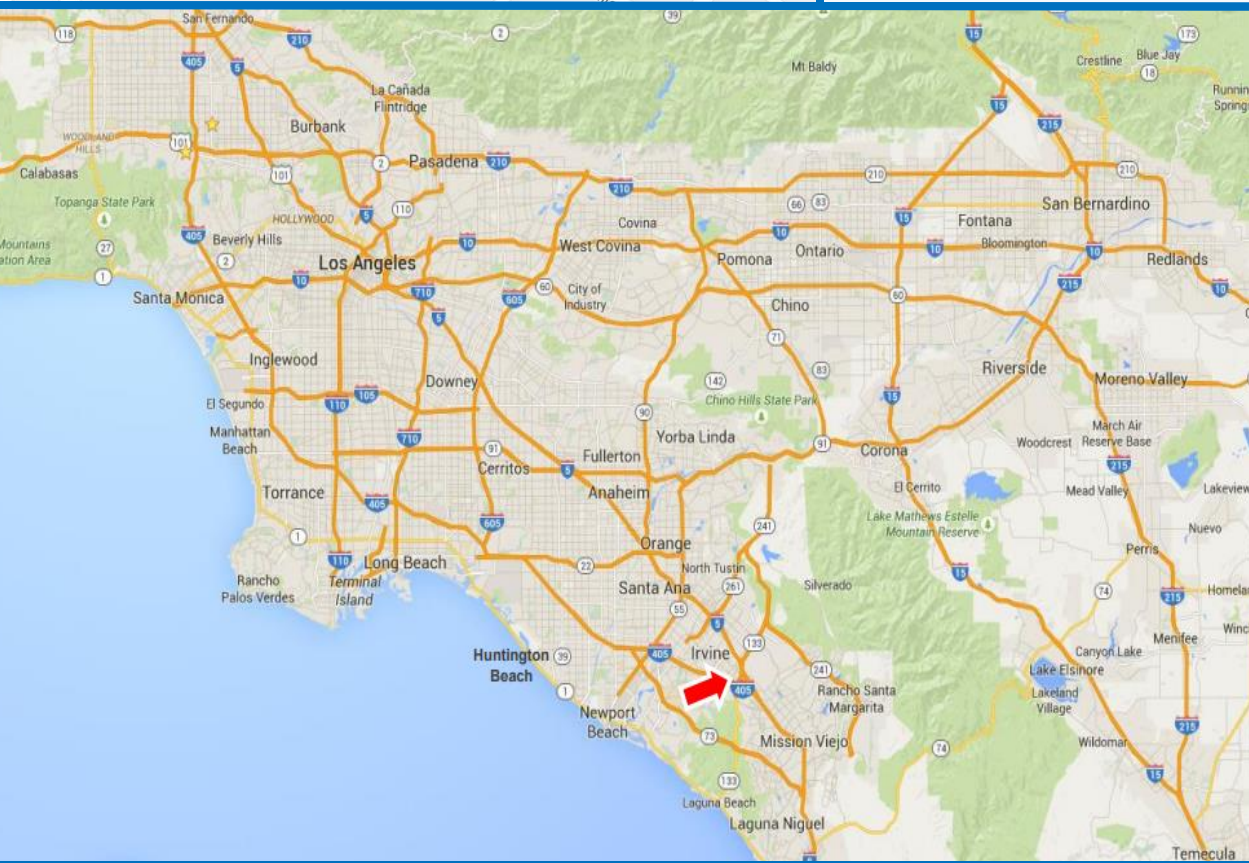 San Fernando
39
118
2
210
15
173
405
5
Crestline
Blue Jay
Mt Baldy
18
La Cañada
Flintridge
15
Burbank
215
WOODLAND
HILLS
101
Calabasas
101
2
Pasadena
210
210
210
210
Topanga State Park
110
HOLLYWOOD
5
66
83
San Bernardino
15
Fontana
Covina
405
Beverly Hills
10
West Covina
10
Ontario
10
Bloomington
10
Redlands
27
2
Los Angeles
Pomona
1
10
710
60
City of
Industry
60
215
10
Santa Monica
605
Chino
5
71
Inglewood
83
Riverside
Downey
142
Moreno Valley
El Segundo
110
105
Chino Hills State Park
15
90
Manhattan
Beach
710
Yorba Linda
91
Corona
Woodcrest
March Air
Reserve Base
91
Cerritos
5
Fullerton
215
Torrance
Anaheim
El Cerrito
Mead Valley
405
605
241
Lake Mathews Estelle
Mountain Reserve
Nuevo
1
Orange
Perris
110
Long Beach
22
North Tustin
15
Rancho
Palos Verdes
Terminal
Island
Santa Ana
261
Silverado
74
215
55
5
Menifee
Huntington
Beach
39
405
Irvine
133
Canyon Lake
241
Lake Elsinore
405
Rancho Santa
Margarita
Lakeland
Village
1
Newport
Beach
215
73
Mission Viejo
74
Wildomar
133
15
Laguna Beach
Laguna Niguel
5
Temecula